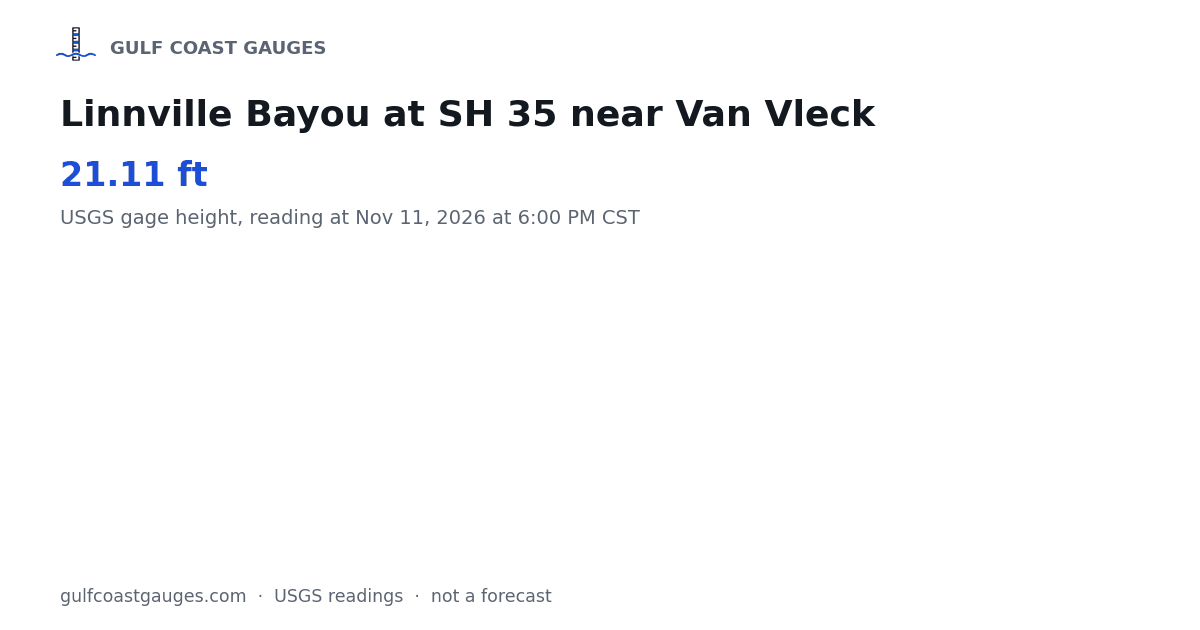 GULF COAST GAUGES
Linnville Bayou at SH 35 near Van Vleck
21.11 ft
USGS gage height, reading at Nov 11, 2026 at 6:00 PM CST
gulfcoastgauges.com · USGS readings · not a forecast